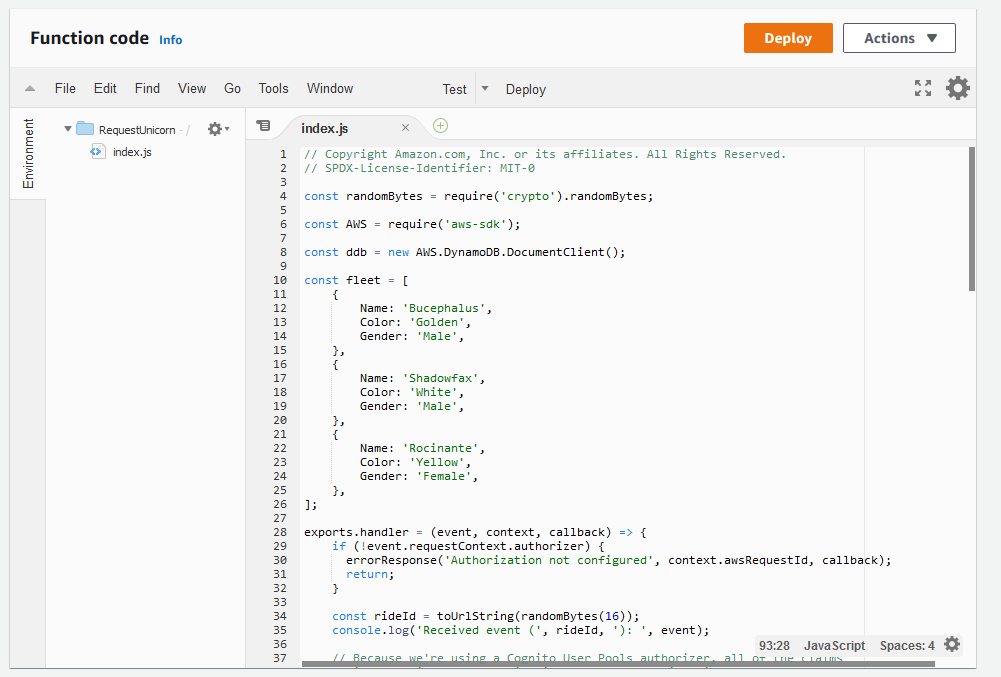 Function code Info Deploy Actions
File Edit Find View Go Tools Window Test Deploy
Environment
RequestUnicorn - /
index.js
index.js
1 // Copyright Amazon.com, Inc. or its affiliates. All Rights Reserved.
2 // SPDX-License-Identifier: MIT-0
3
4 const randomBytes = require('crypto').randomBytes;
5
6 const AWS = require('aws-sdk');
7
8 const ddb = new AWS.DynamoDB.DocumentClient();
9
10 const fleet = [
11     {
12         Name: 'Bucephalus',
13         Color: 'Golden',
14         Gender: 'Male',
15     },
16     {
17         Name: 'Shadowfax',
18         Color: 'White',
19         Gender: 'Male',
20     },
21     {
22         Name: 'Rocinante',
23         Color: 'Yellow',
24         Gender: 'Female',
25     },
26 ];
27
28 exports.handler = (event, context, callback) => {
29     if (!event.requestContext.authorizer) {
30       errorResponse('Authorization not configured', context.awsRequestId, callback);
31       return;
32     }
33
34     const rideId = toUrlString(randomBytes(16));
35     console.log('Received event (', rideId, '): ', event);
36
37     // Because we're using a Cognito User Pools authorizer, all of the claims
93:28 JavaScript Spaces: 4